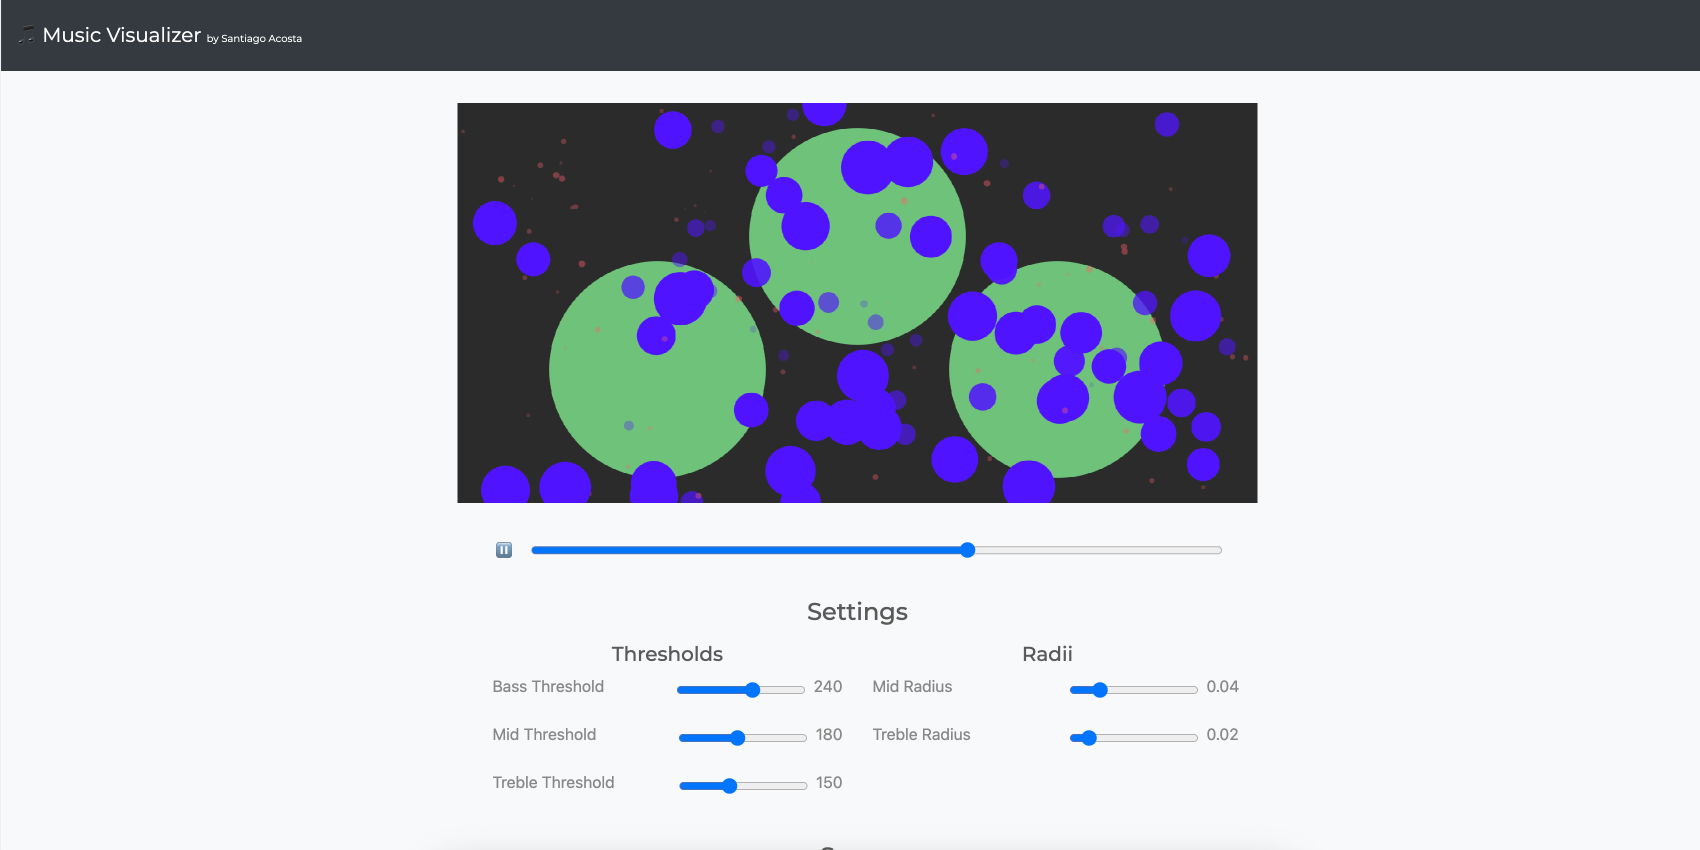 Music Visualizer by Santiago Acosta
Settings
Thresholds
Radii
Bass Threshold 240
Mid Radius 0.04
Mid Threshold 180
Treble Radius 0.02
Treble Threshold 150